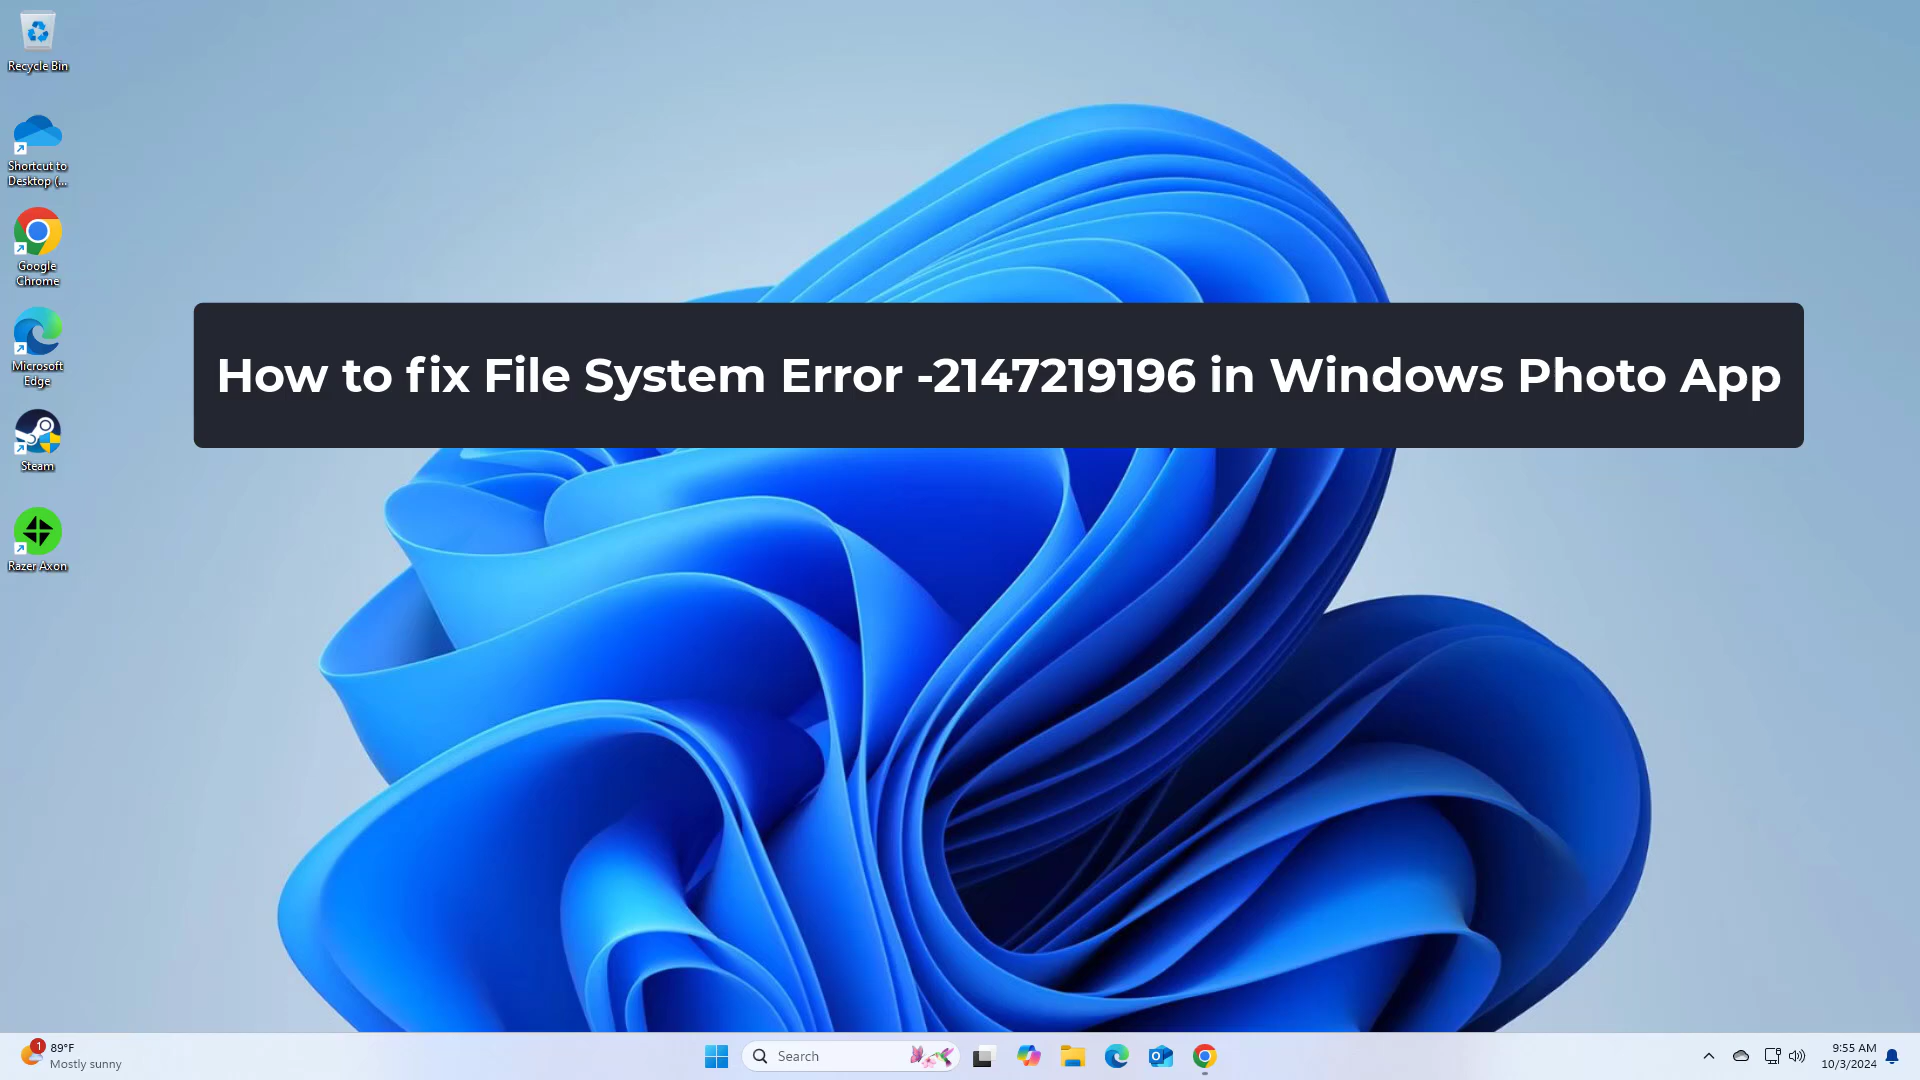 Recycle Bin
Shortcut to
Desktop (...
Google
Chrome
Microsoft
Edge
Steam
Razer Axon
How to fix File System Error -2147219196 in Windows Photo App
1
89°F
Mostly sunny
Search
9:55 AM
10/3/2024